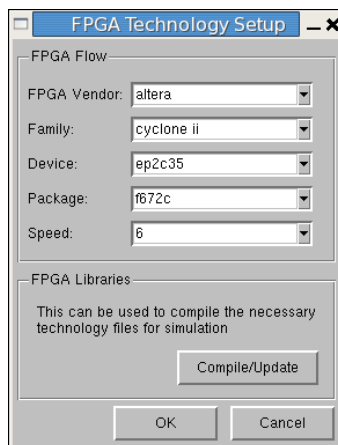 FPGA Technology Setup
FPGA Flow
FPGA Vendor: altera
Family: cyclone ii
Device: ep2c35
Package: f672c
Speed: 6
FPGA Libraries
This can be used to compile the necessary
technology files for simulation
Compile/Update
OK Cancel